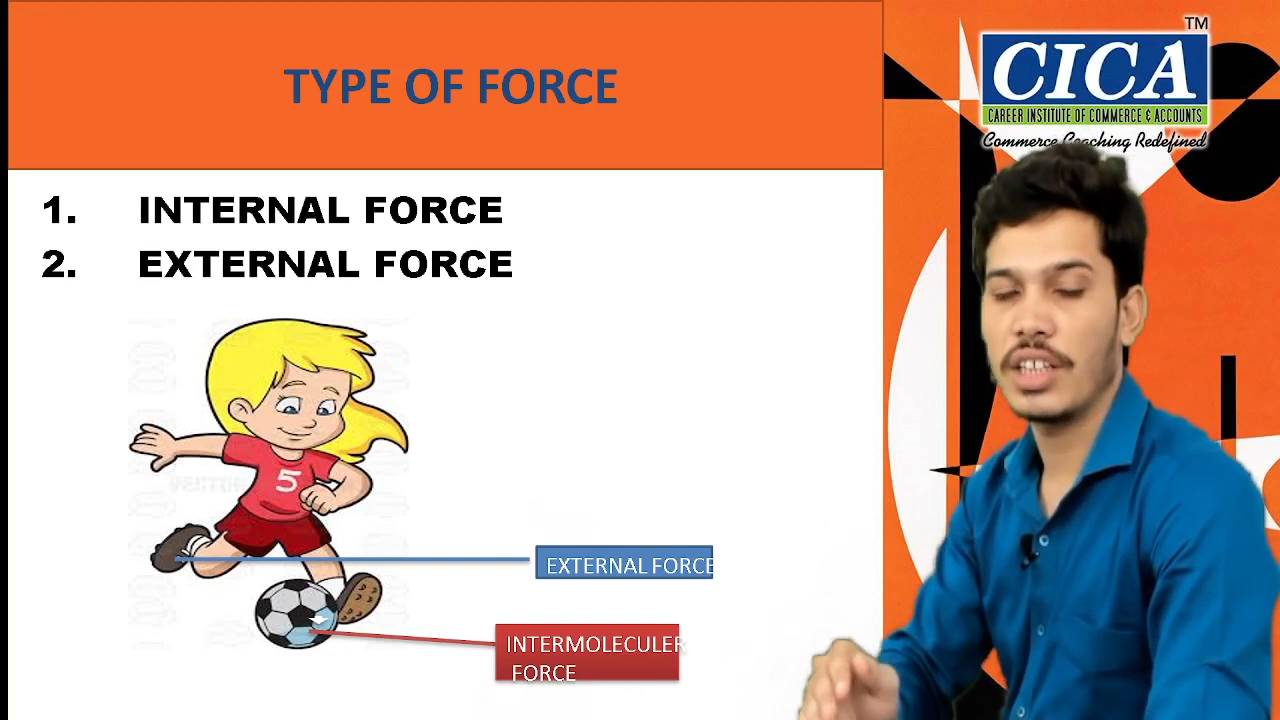 TYPE OF FORCE
1. INTERNAL FORCE
2. EXTERNAL FORCE
5
EXTERNAL FORCE
INTERMOLECULER
FORCE
TM
CICA
CAREER INSTITUTE OF COMMERCE & ACCOUNTS
Commerce Coaching Redefined